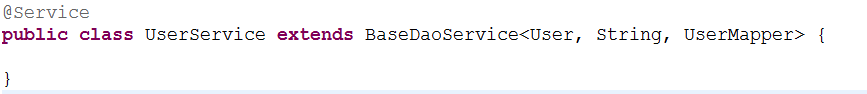 @Service
public class UserService extends BaseDaoService<User, String, UserMapper> {
}